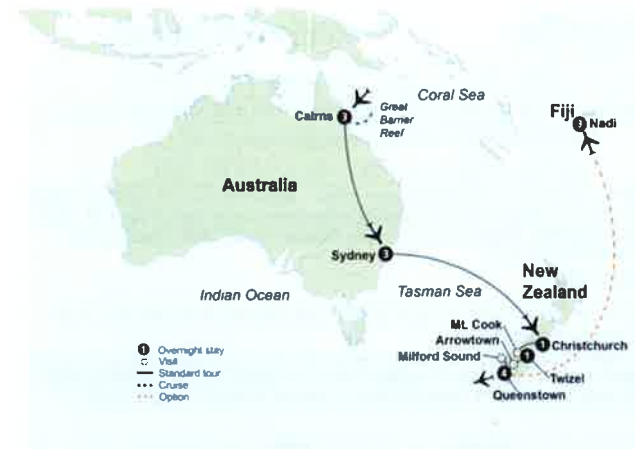 Coral Sea
Fiji
3 Nadi
Cairns 3
Great
Barrier
Reef
Australia
Sydney 3
New
Zealand
Indian Ocean
Tasman Sea
Mt. Cook
Arrowtown
Milford Sound
1 Christchurch
1
Twizel
4
Queenstown
1 Overnight stay
Visit
Standard tour
Cruise
Option